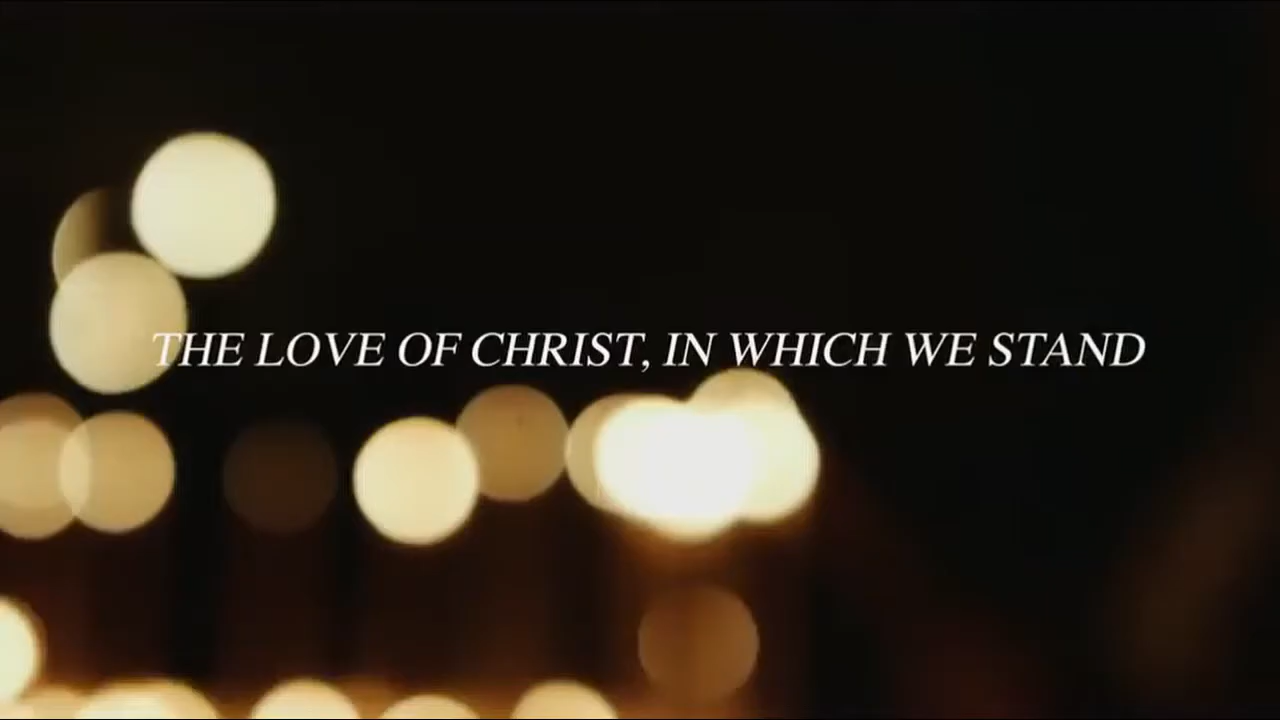 THE LOVE OF CHRIST, IN WHICH WE STAND